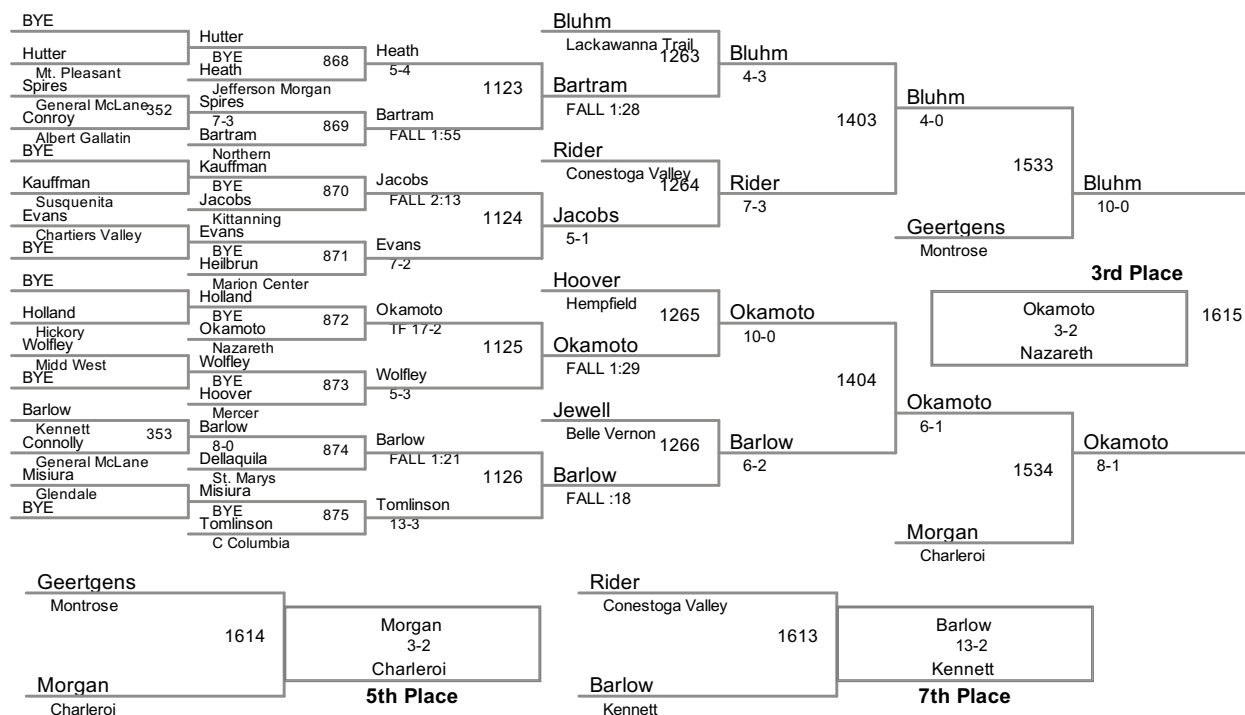 BYE
Hutter
Mt. Pleasant
Spires
General McLane
352
Conroy
Albert Gallatin
BYE
Kauffman
Susquenita
Evans
Chartiers Valley
BYE
BYE
Holland
Hickory
Wolfley
Midd West
BYE
Barlow
Kennett
353
Connolly
General McLane
Misiura
Glendale
BYE
Hutter
BYE
868
Heath
Jefferson Morgan
Spires
7-3
869
Bartram
Northern
Kauffman
BYE
870
Jacobs
Kittanning
Evans
BYE
871
Heilbrun
Marion Center
Holland
BYE
872
Okamoto
Nazareth
Wolfley
BYE
873
Hoover
Mercer
Barlow
8-0
874
Dellaquila
St. Marys
Misiura
BYE
875
Tomlinson
C Columbia
Heath
5-4
1123
Bartram
FALL 1:55
Jacobs
FALL 2:13
1124
Evans
7-2
Okamoto
TF 17-2
1125
Wolfley
5-3
Barlow
FALL 1:21
1126
Tomlinson
13-3
Bluhm
Lackawanna Trail
1263
Bartram
FALL 1:28
Rider
Conestoga Valley
1264
Jacobs
5-1
Hoover
Hempfield
1265
Okamoto
FALL 1:29
Jewell
Belle Vernon
1266
Barlow
FALL :18
Bluhm
4-3
1403
Rider
7-3
Okamoto
10-0
1404
Barlow
6-2
Bluhm
4-0
1533
Geertgens
Montrose
Okamoto
6-1
1534
Morgan
Charleroi
Bluhm
10-0
3rd Place
Okamoto
3-2
Nazareth
1615
Okamoto
8-1
Geertgens
Montrose
1614
Morgan
Charleroi
Morgan
3-2
Charleroi
5th Place
Rider
Conestoga Valley
1613
Barlow
Kennett
Barlow
13-2
Kennett
7th Place